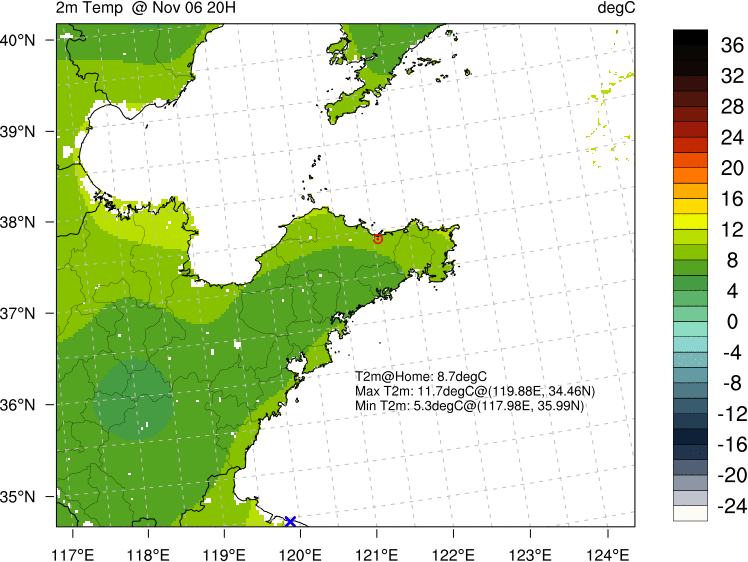 2m Temp @ Nov 06 20H degC
40°N
39°N
38°N
37°N
36°N
35°N
117°E 118°E 119°E 120°E 121°E 122°E 123°E 124°E
T2m@Home: 8.7degC
Max T2m: 11.7degC@(119.88E, 34.46N)
Min T2m: 5.3degC@(117.98E, 35.99N)
36
32
28
24
20
16
12
8
4
0
-4
-8
-12
-16
-20
-24